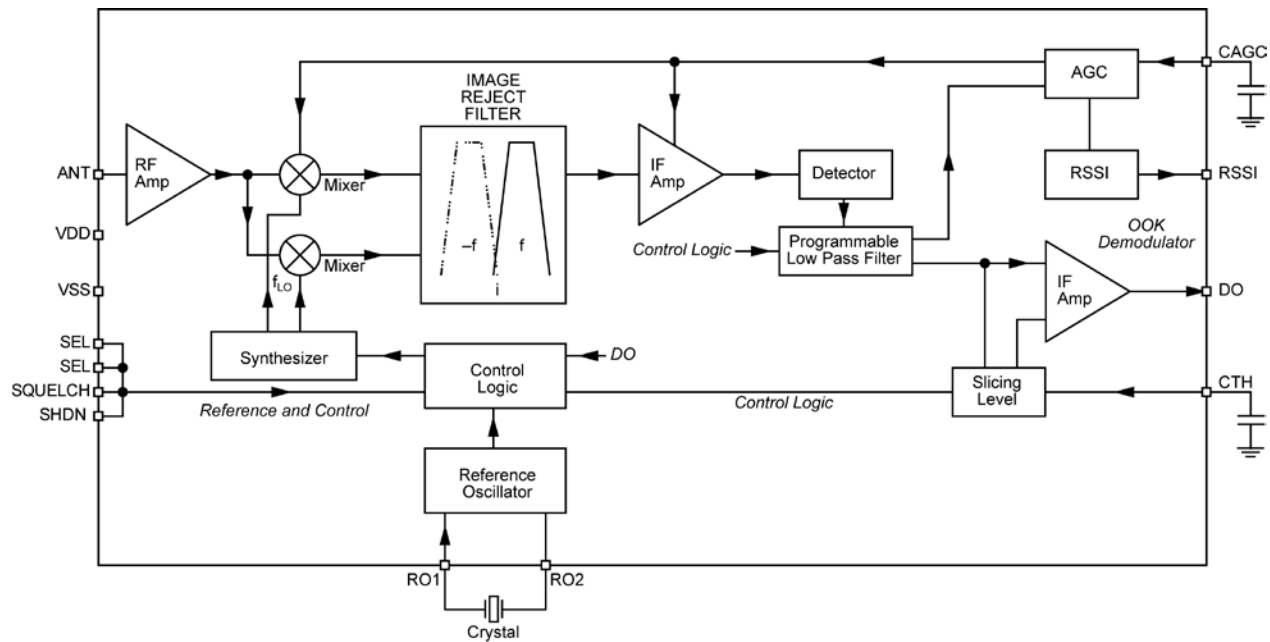 CAGC
AGC
IMAGE
REJECT
FILTER
ANT
RF
Amp
Mixer
IF
Amp
Detector
RSSI
RSSI
VDD
–f
f
Mixer
Control Logic
Programmable
Low Pass Filter
OOK
Demodulator
VSS
fLO
i
IF
Amp
DO
SEL
SEL
SQUELCH
SHDN
Synthesizer
Control
Logic
DO
Reference and Control
Control Logic
Slicing
Level
CTH
Reference
Oscillator
RO1
RO2
Crystal